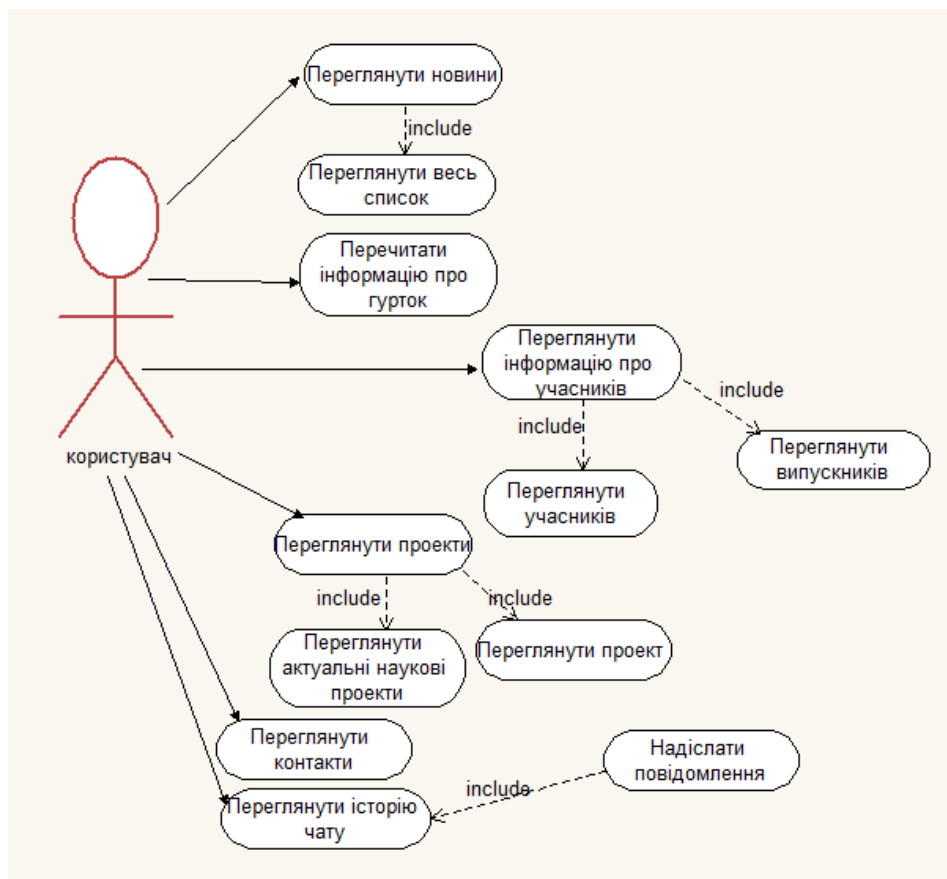 Переглянути новини
include
Переглянути весь
список
Перечитати
інформацію про
гурток
Переглянути
інформацію про
учасників
include
include
Переглянути
випускників
Переглянути
учасників
користувач
Переглянути проекти
include
include
Переглянути
актуальні наукові
проекти
Переглянути проект
Переглянути
контакти
Надіслати
повідомлення
include
Переглянути історію
чату